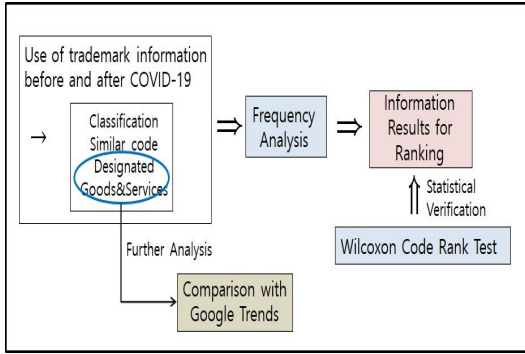 Use of trademark information
before and after COVID-19
→
Classification
Similar code
Designated
Goods&Services
Frequency
Analysis
Information
Results for
Ranking
Statistical
Verification
Wilcoxon Code Rank Test
Further Analysis
Comparison with
Google Trends